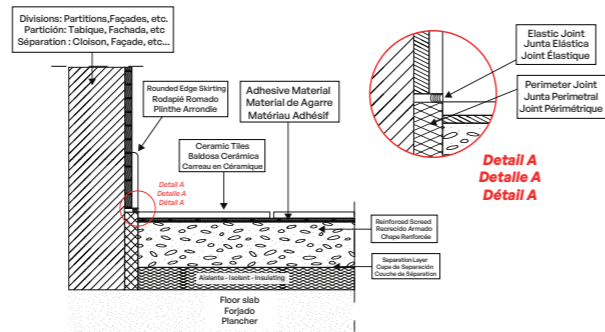 Divisions: Partitions,Façades, etc.
Partición: Tabique, Fachada, etc
Séparation : Cloison, Façade, etc...
Rounded Edge Skirting
Rodapié Romado
Plinthe Arrondie
Adhesive Material
Material de Agarre
Matériau Adhésif
Ceramic Tiles
Baldosa Cerámica
Carreau en Céramique
Detail A
Detalle A
Détail A
Elastic Joint
Junta Elástica
Joint Élastique
Perimeter Joint
Junta Perimetral
Joint Périmétrique
Detail A
Detalle A
Détail A
Reinforced Screed
Recrecido Armado
Chape Renforcée
Separation Layer
Capa de Separación
Couche de Séparation
Aislante - Isolent - Insulating
Floor slab
Forjado
Plancher